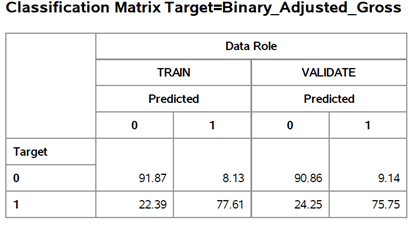 Classification Matrix Target=Binary_Adjusted_Gross
Data Role
TRAIN VALIDATE
Predicted Predicted
0 1 0 1
Target
0 91.87 8.13 90.86 9.14
1 22.39 77.61 24.25 75.75